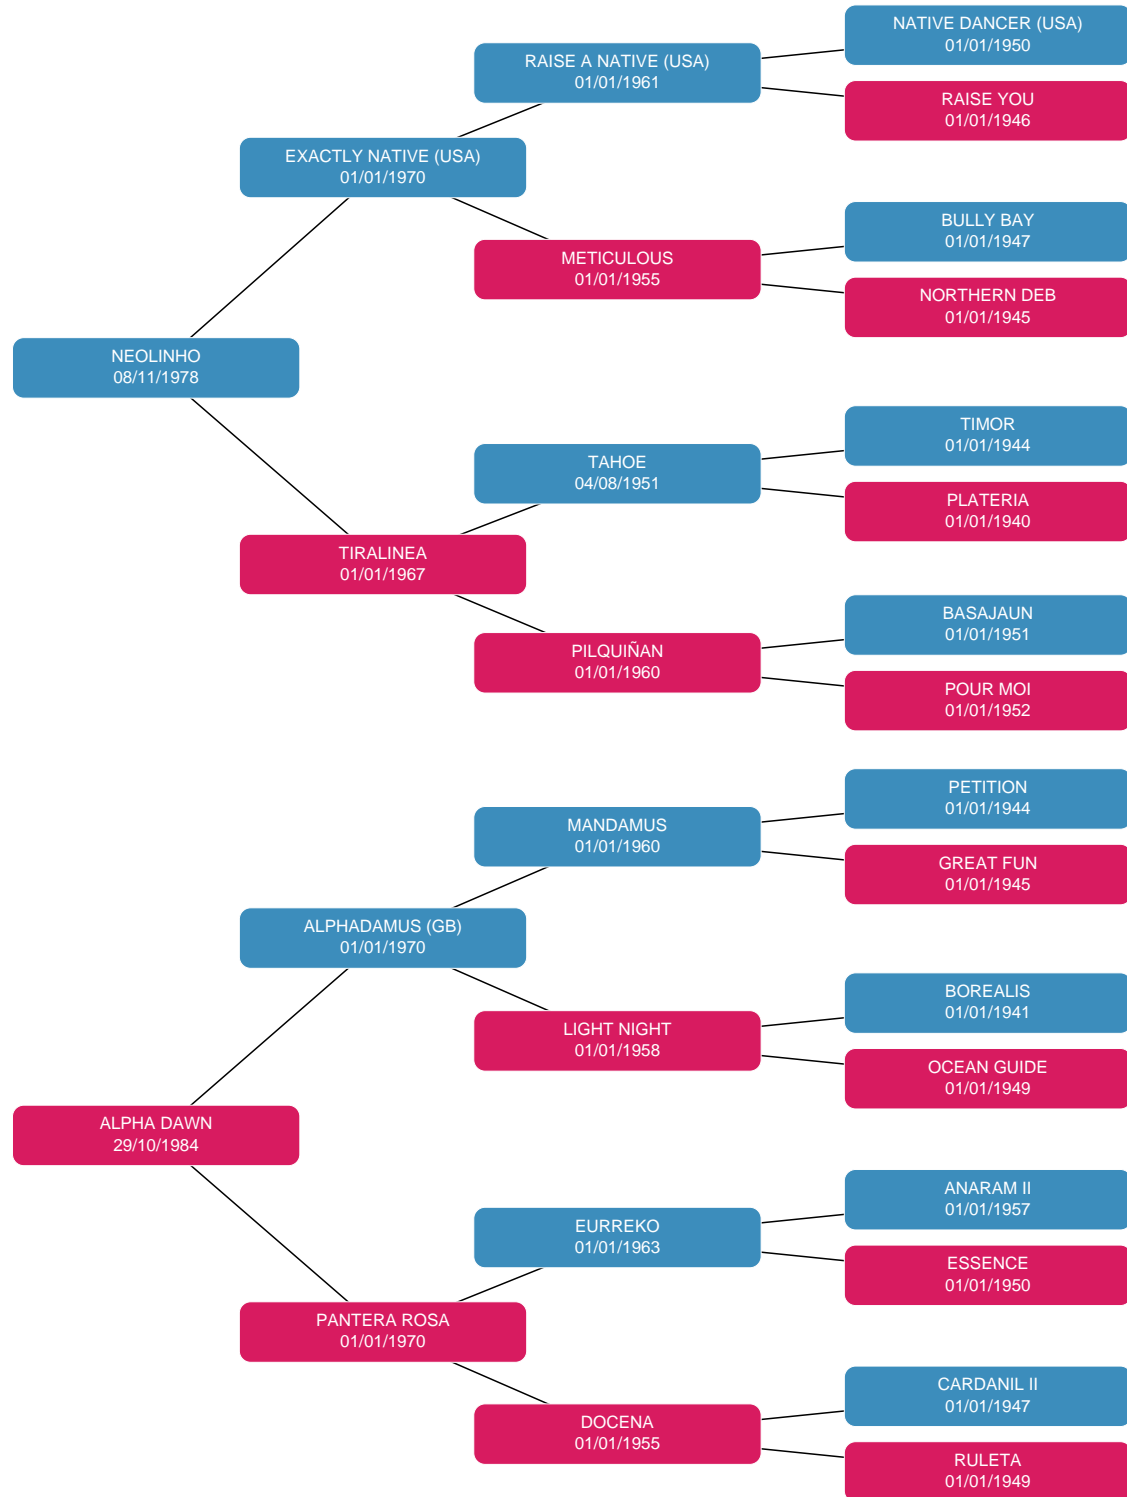 NATIVE DANCER (USA)
01/01/1950
RAISE A NATIVE (USA)
01/01/1961
RAISE YOU
01/01/1946
EXACTLY NATIVE (USA)
01/01/1970
BULLY BAY
01/01/1947
METICULOUS
01/01/1955
NORTHERN DEB
01/01/1945
NEOLINHO
08/11/1978
TIMOR
01/01/1944
TAHOE
04/08/1951
PLATERIA
01/01/1940
TIRALINEA
01/01/1967
BASAJAUN
01/01/1951
PILQUIÑAN
01/01/1960
POUR MOI
01/01/1952
PETITION
01/01/1944
MANDAMUS
01/01/1960
GREAT FUN
01/01/1945
ALPHADAMUS (GB)
01/01/1970
BOREALIS
01/01/1941
LIGHT NIGHT
01/01/1958
OCEAN GUIDE
01/01/1949
ALPHA DAWN
29/10/1984
ANARAM II
01/01/1957
EURREKO
01/01/1963
ESSENCE
01/01/1950
PANTERA ROSA
01/01/1970
CARDANIL II
01/01/1947
DOCENA
01/01/1955
RULETA
01/01/1949